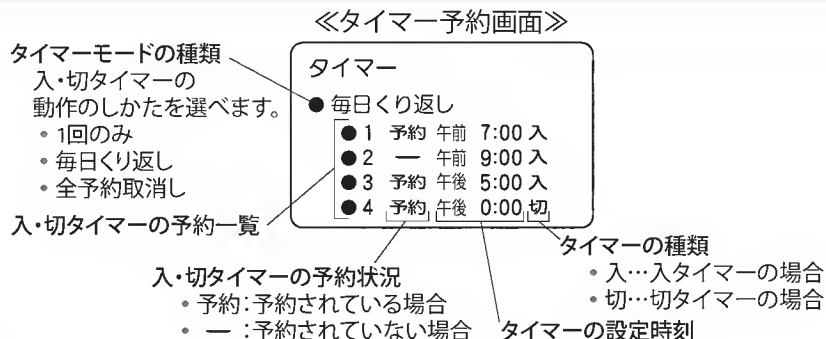 ≪タイマー予約画面≫
タイマーモードの種類
入・切タイマーの
動作のしかたを選べます。
• 1回のみ
• 毎日くり返し
• 全予約取消し
入・切タイマーの予約一覧
タイマー
● 毎日くり返し
● 1 予約 午前 7:00 入
● 2 ー 午前 9:00 入
● 3 予約 午後 5:00 入
● 4 予約 午後 0:00 切
入・切タイマーの予約状況
• 予約:予約されている場合
• ー :予約されていない場合
タイマーの設定時刻
タイマーの種類
• 入…入タイマーの場合
• 切…切タイマーの場合